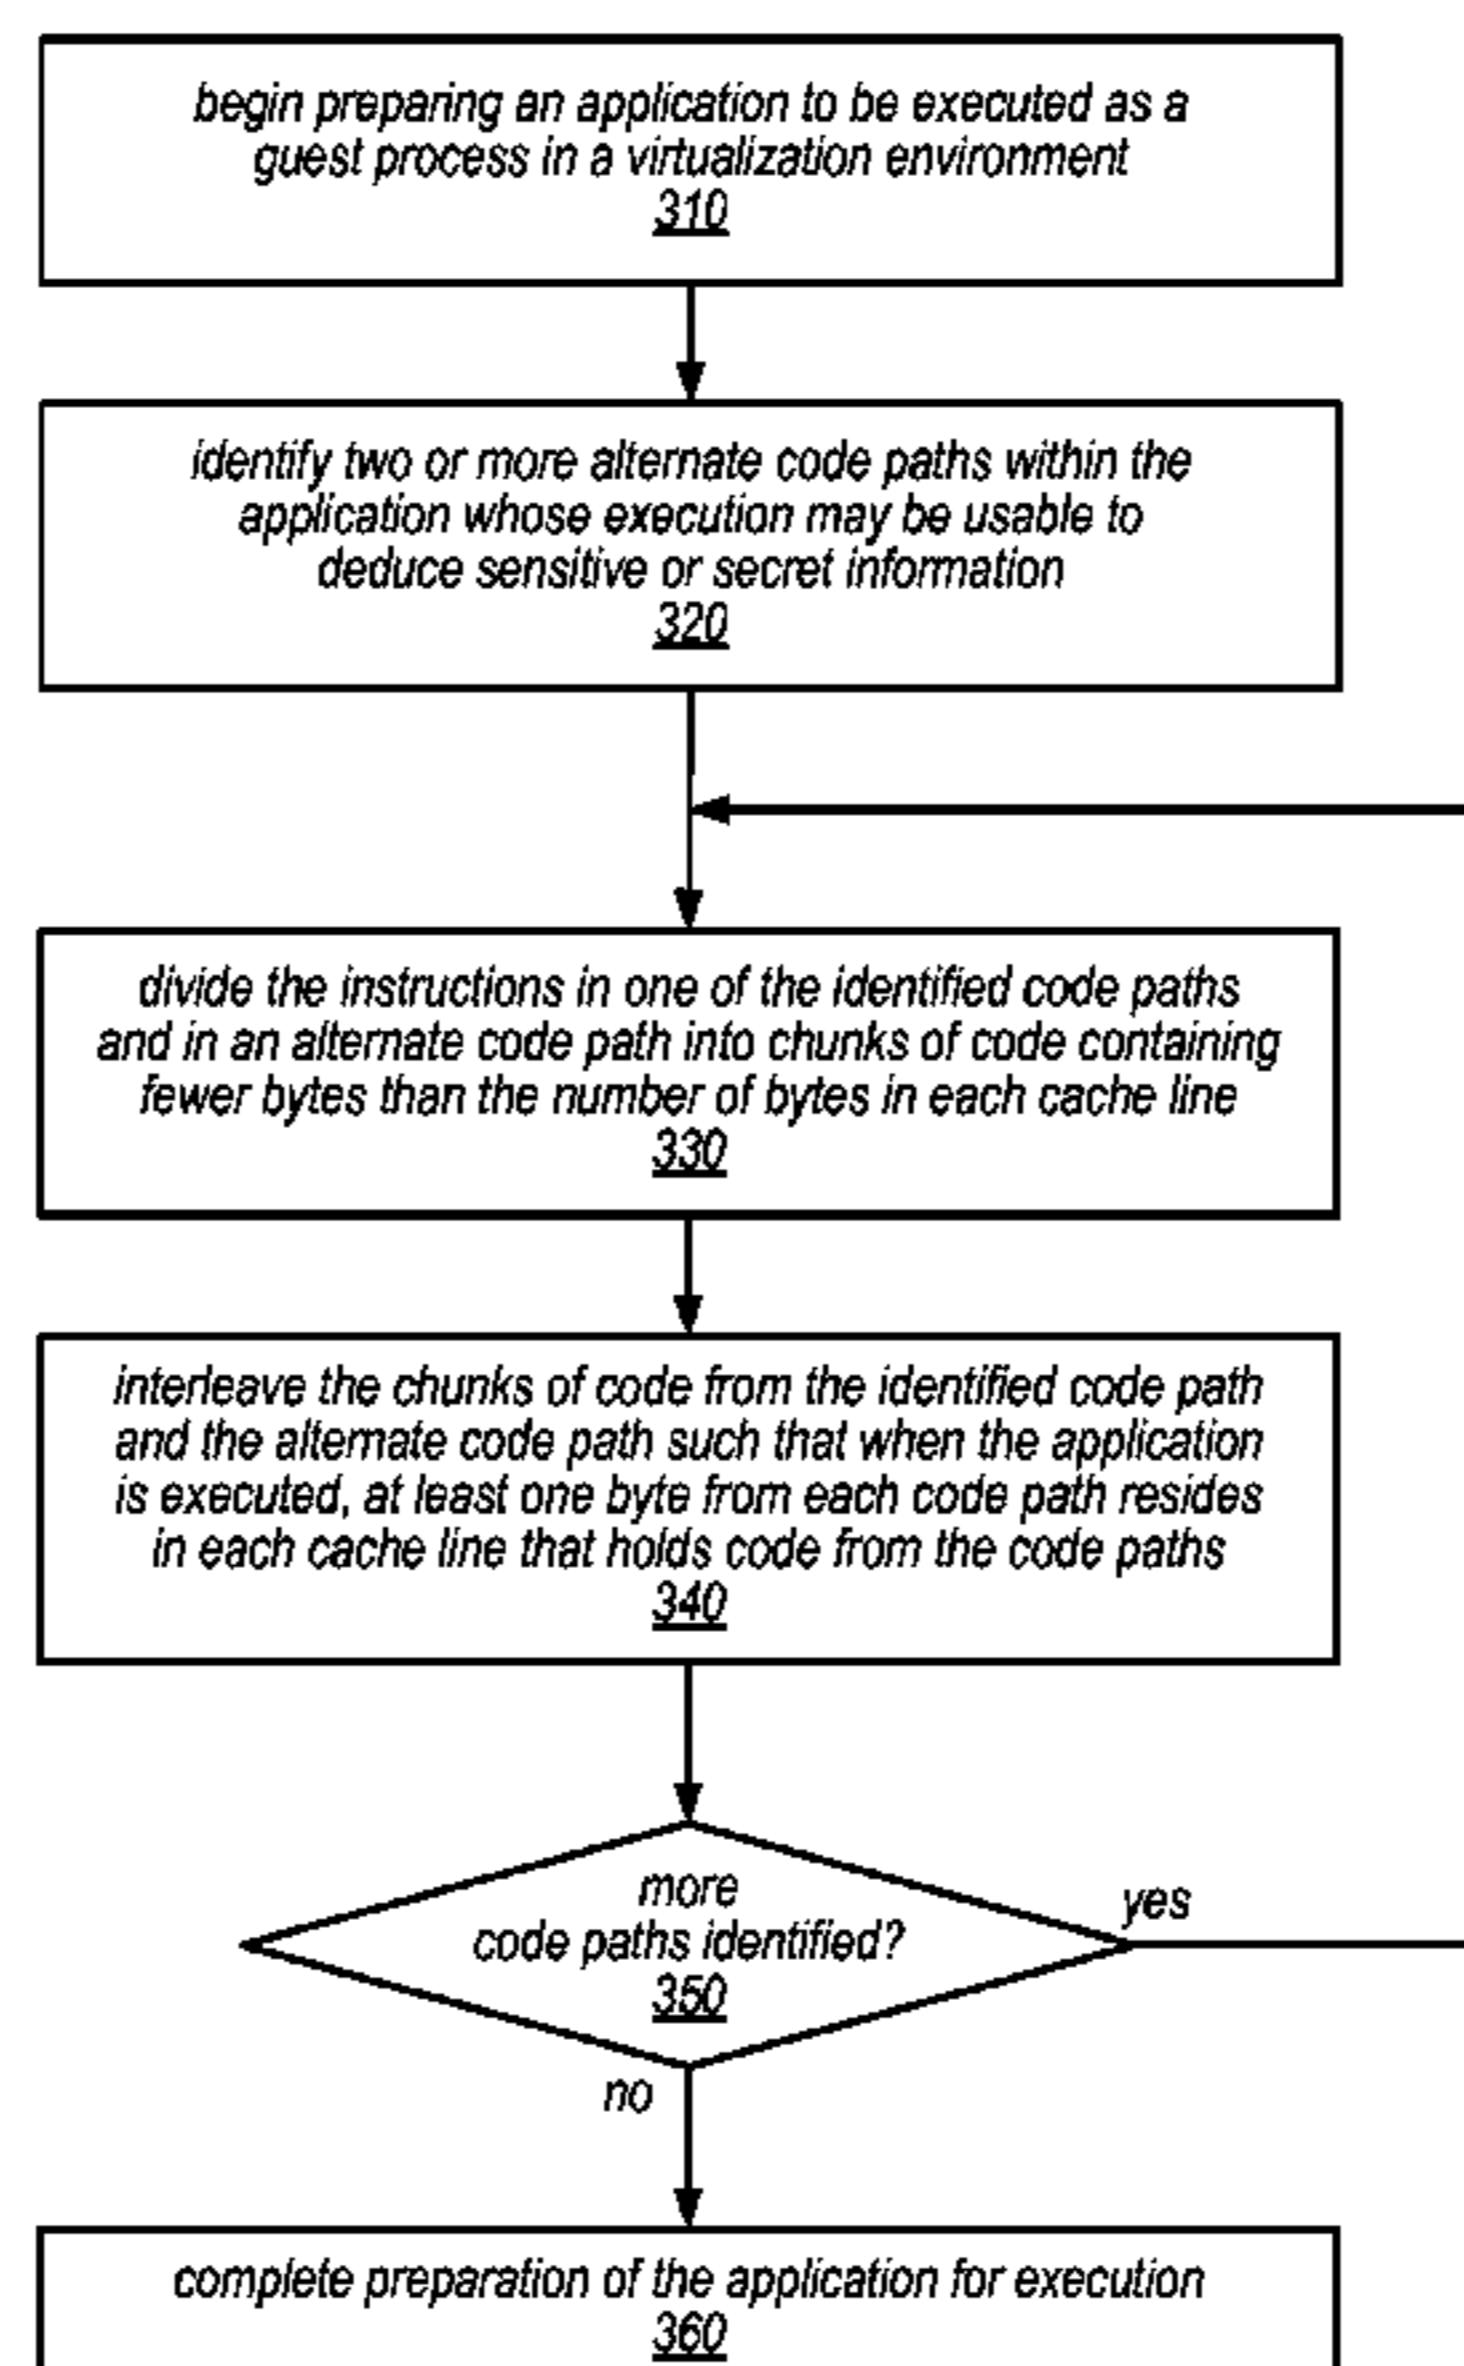 begin preparing an application to be executed as a
guest process in a virtualization environment
310
identify two or more alternate code paths within the
application whose execution may be usable to
deduce sensitive or secret information
320
divide the instructions in one of the identified code paths
and in an alternate code path into chunks of code containing
fewer bytes than the number of bytes in each cache line
330
interleave the chunks of code from the identified code path
and the alternate code path such that when the application
is executed, at least one byte from each code path resides
in each cache line that holds code from the code paths
340
more
code paths identified?
350
yes
no
complete preparation of the application for execution
360